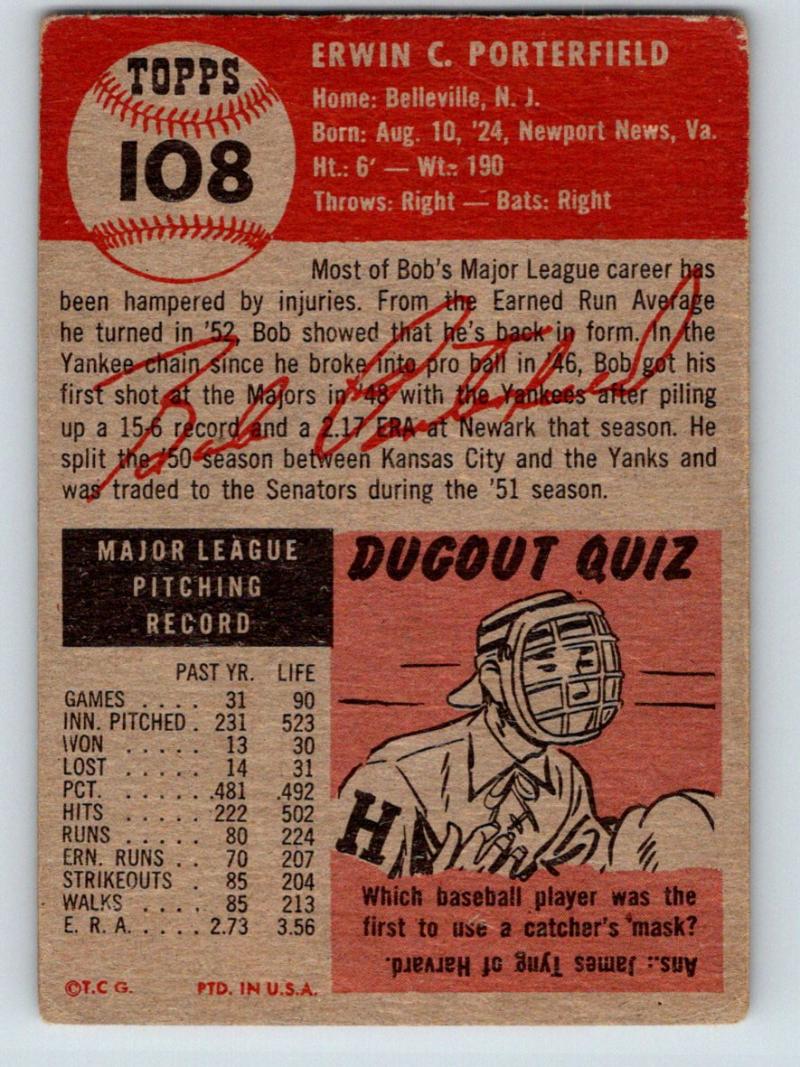 TOPPS
108
ERWIN C. PORTERFIELD
Home: Belleville, N. J.
Born: Aug. 10, '24, Newport News, Va.
Ht.: 6' — Wt.: 190
Throws: Right — Bats: Right
Most of Bob's Major League career has
been hampered by injuries. From the Earned Run Average
he turned in '52, Bob showed that he's back in form. In the
Yankee chain since he broke into pro ball in '46, Bob got his
first shot at the Majors in '48 with the Yankees after piling
up a 15-6 record and a 2.17 ERA at Newark that season. He
split the '50 season between Kansas City and the Yanks and
was traded to the Senators during the '51 season.
Bob Porterfield
MAJOR LEAGUE
PITCHING
RECORD
PAST YR. LIFE
GAMES . . . . 31 90
INN. PITCHED . 231 523
WON . . . . . 13 30
LOST . . . . . 14 31
PCT. . . . . . .481 .492
HITS . . . . . 222 502
RUNS . . . . . 80 224
ERN. RUNS . . 70 207
STRIKEOUTS . 85 204
WALKS . . . . 85 213
E. R. A. . . . . 2.73 3.56
©T.C G. PTD. IN U.S.A.
DUGOUT QUIZ
H
Which baseball player was the
first to use a catcher's mask?
Ans.: James Tyng of Harvard.